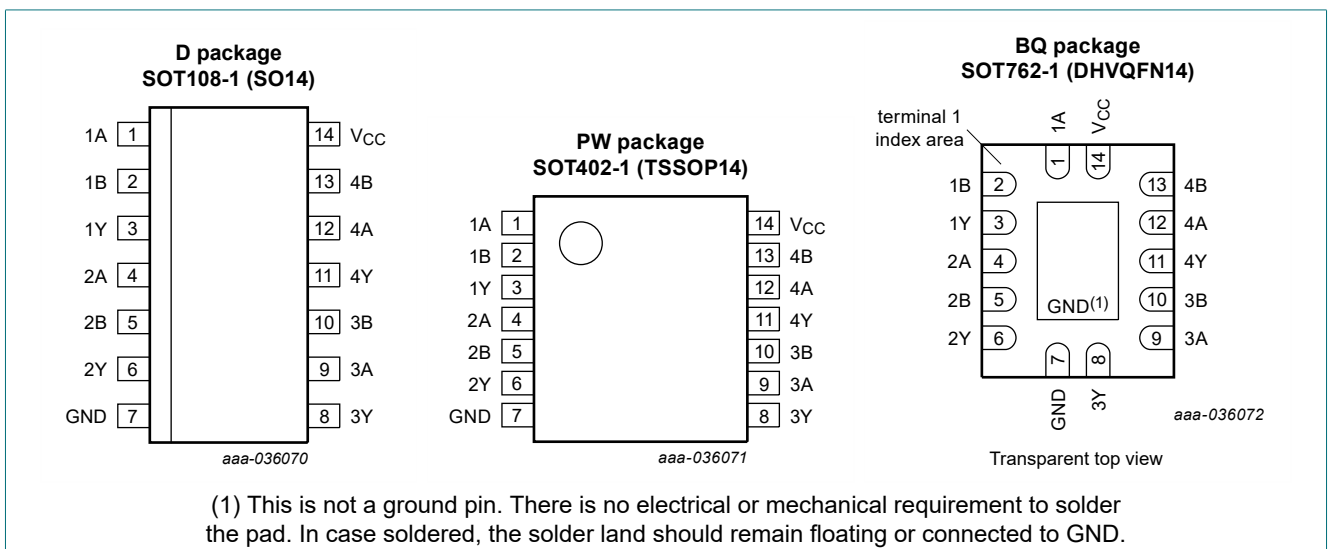 D package
SOT108-1 (SO14)
1A 1 14 VCC
1B 2 13 4B
1Y 3 12 4A
2A 4 11 4Y
2B 5 10 3B
2Y 6 9 3A
GND 7 8 3Y
aaa-036070
PW package
SOT402-1 (TSSOP14)
1A 1 14 VCC
1B 2 13 4B
1Y 3 12 4A
2A 4 11 4Y
2B 5 10 3B
2Y 6 9 3A
GND 7 8 3Y
aaa-036071
BQ package
SOT762-1 (DHVQFN14)
terminal 1
index area
1A VCC
1 14
1B 2 13 4B
1Y 3 12 4A
2A 4 11 4Y
2B 5 10 3B
GND(1)
2Y 6 9 3A
7 8
GND 3Y
aaa-036072
Transparent top view
(1) This is not a ground pin. There is no electrical or mechanical requirement to solder
the pad. In case soldered, the solder land should remain floating or connected to GND.